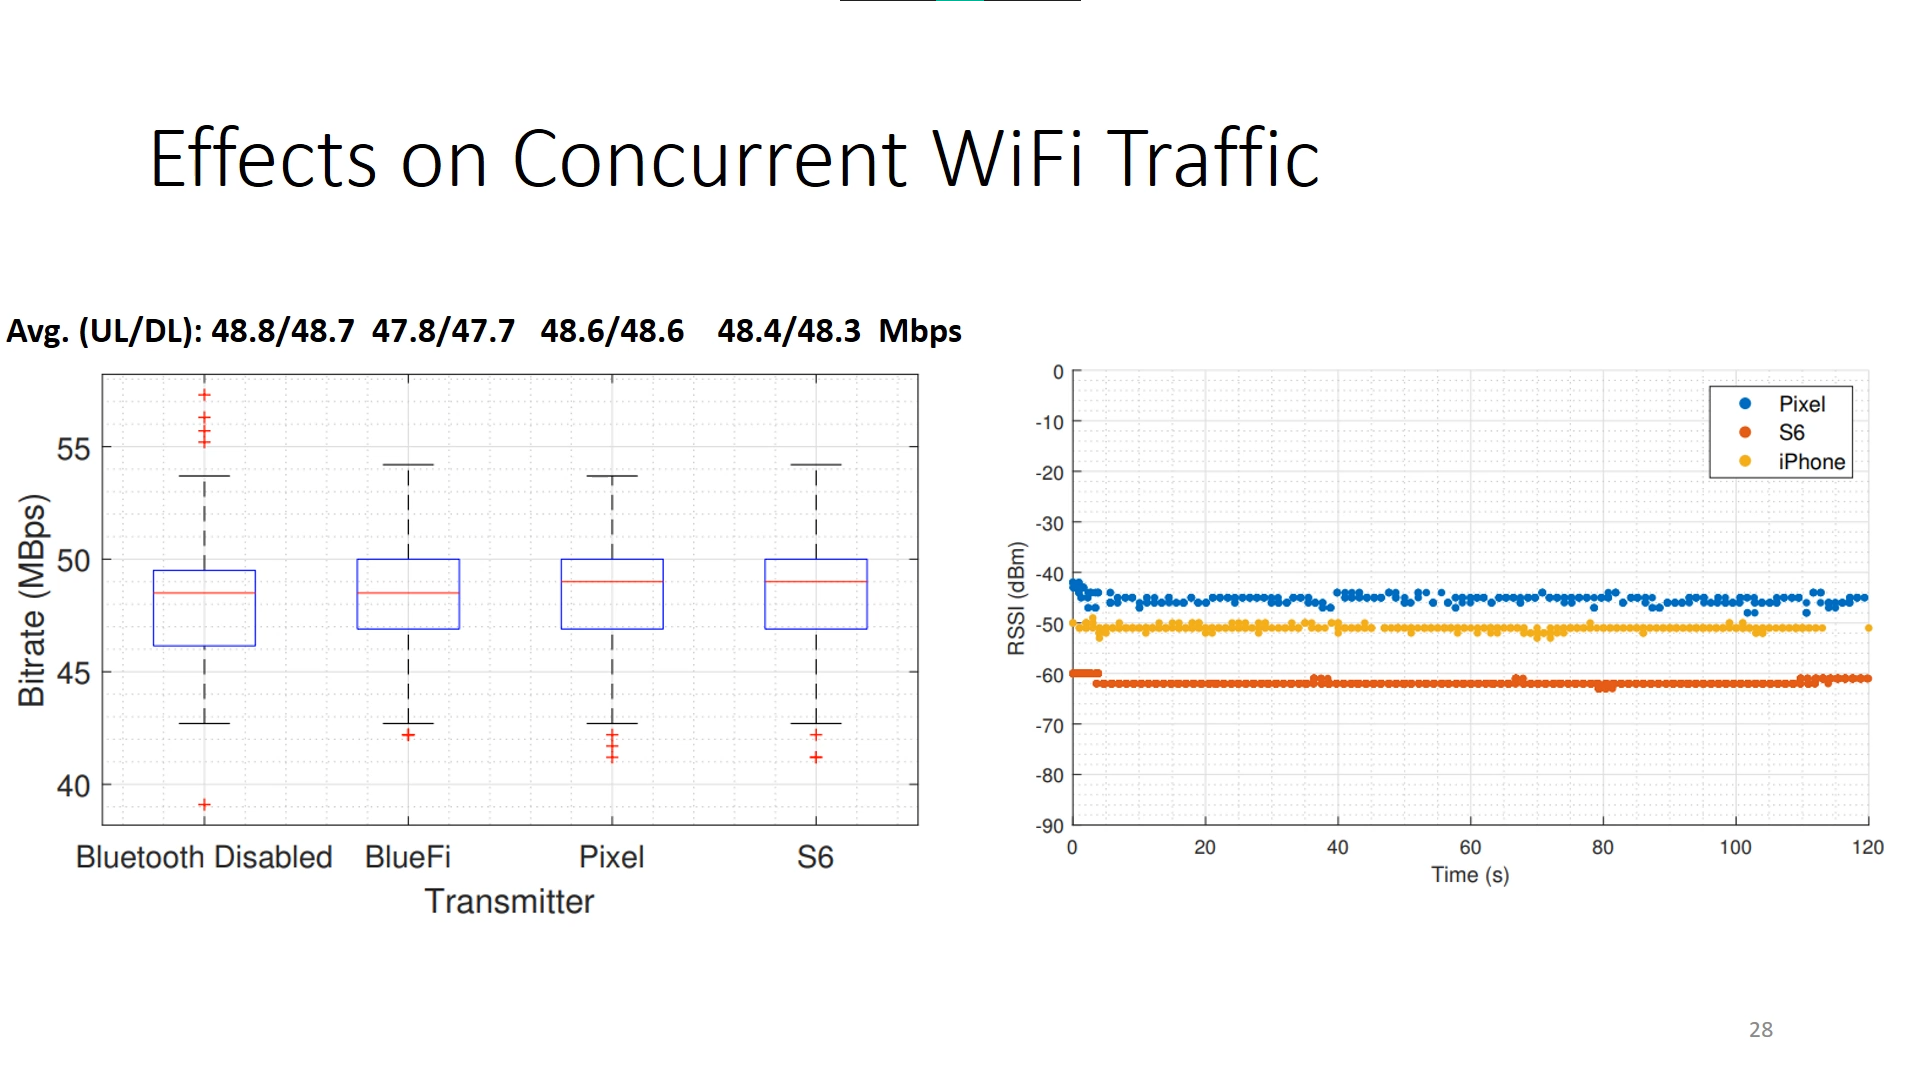 Effects on Concurrent WiFi Traffic
Avg. (UL/DL): 48.8/48.7 47.8/47.7 48.6/48.6 48.4/48.3 Mbps
55
50
45
40
Bitrate (MBps)
Bluetooth Disabled BlueFi Pixel S6
Transmitter
0
-10
-20
-30
-40
-50
-60
-70
-80
-90
RSSI (dBm)
Pixel
S6
iPhone
0 20 40 60 80 100 120
Time (s)
28